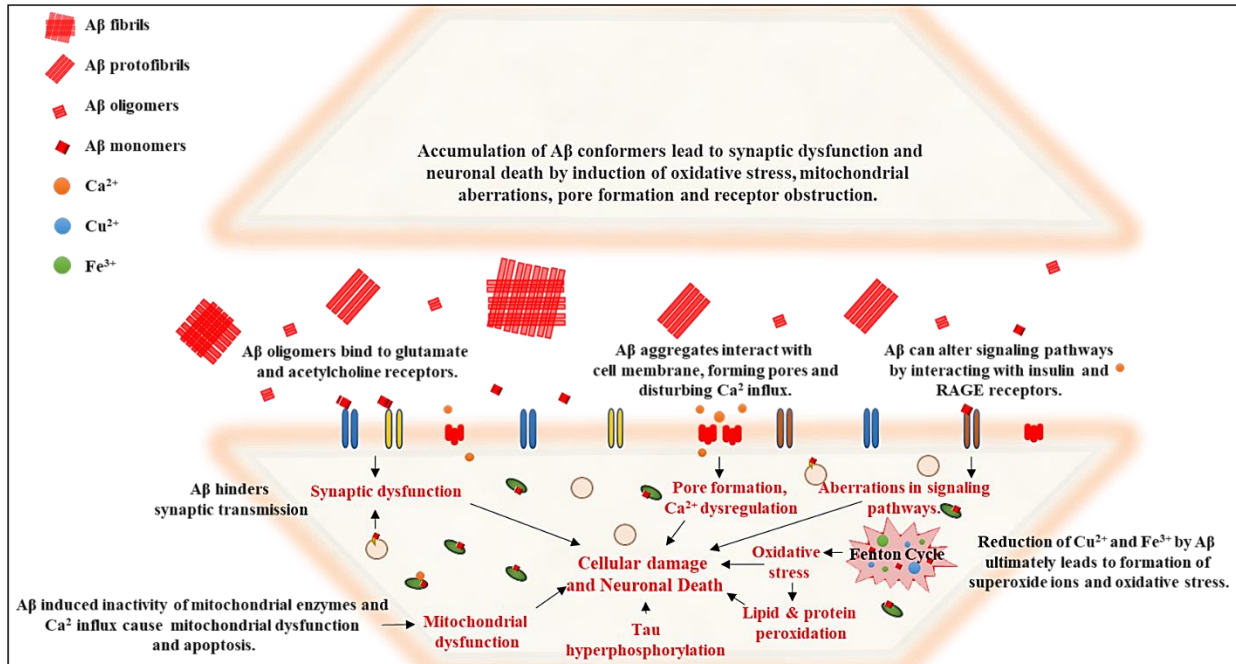 Aβ fibrils
Aβ protofibrils
Aβ oligomers
Aβ monomers
Ca²⁺
Cu²⁺
Fe³⁺
Accumulation of Aβ conformers lead to synaptic dysfunction and
neuronal death by induction of oxidative stress, mitochondrial
aberrations, pore formation and receptor obstruction.
Aβ oligomers bind to glutamate
and acetylcholine receptors.
Aβ aggregates interact with
cell membrane, forming pores and
disturbing Ca² influx.
Aβ can alter signaling pathways
by interacting with insulin and
RAGE receptors.
Aβ hinders
synaptic transmission
Synaptic dysfunction
Pore formation,
Ca²⁺ dysregulation
Aberrations in signaling
pathways.
Cellular damage
and Neuronal Death
Oxidative
stress
Fenton Cycle
Reduction of Cu²⁺ and Fe³⁺ by Aβ
ultimately leads to formation of
superoxide ions and oxidative stress.
Aβ induced inactivity of mitochondrial enzymes and
Ca² influx cause mitochondrial dysfunction
and apoptosis.
Mitochondrial
dysfunction
Tau
hyperphosphorylation
Lipid & protein
peroxidation